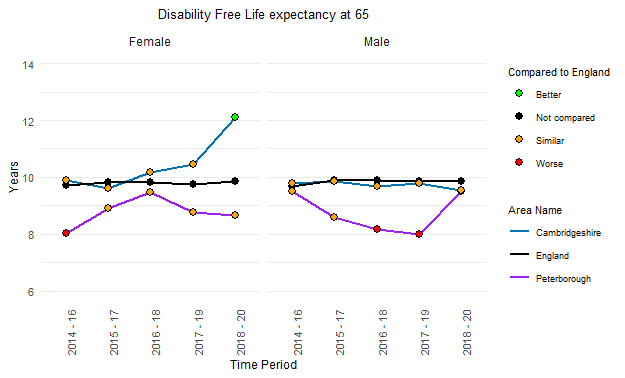 Disability Free Life expectancy at 65
Female
Male
Years
14
12
10
8
6
2014 - 16
2015 - 17
2016 - 18
2017 - 19
2018 - 20
2014 - 16
2015 - 17
2016 - 18
2017 - 19
2018 - 20
Time Period
Compared to England
Better
Not compared
Similar
Worse
Area Name
Cambridgeshire
England
Peterborough